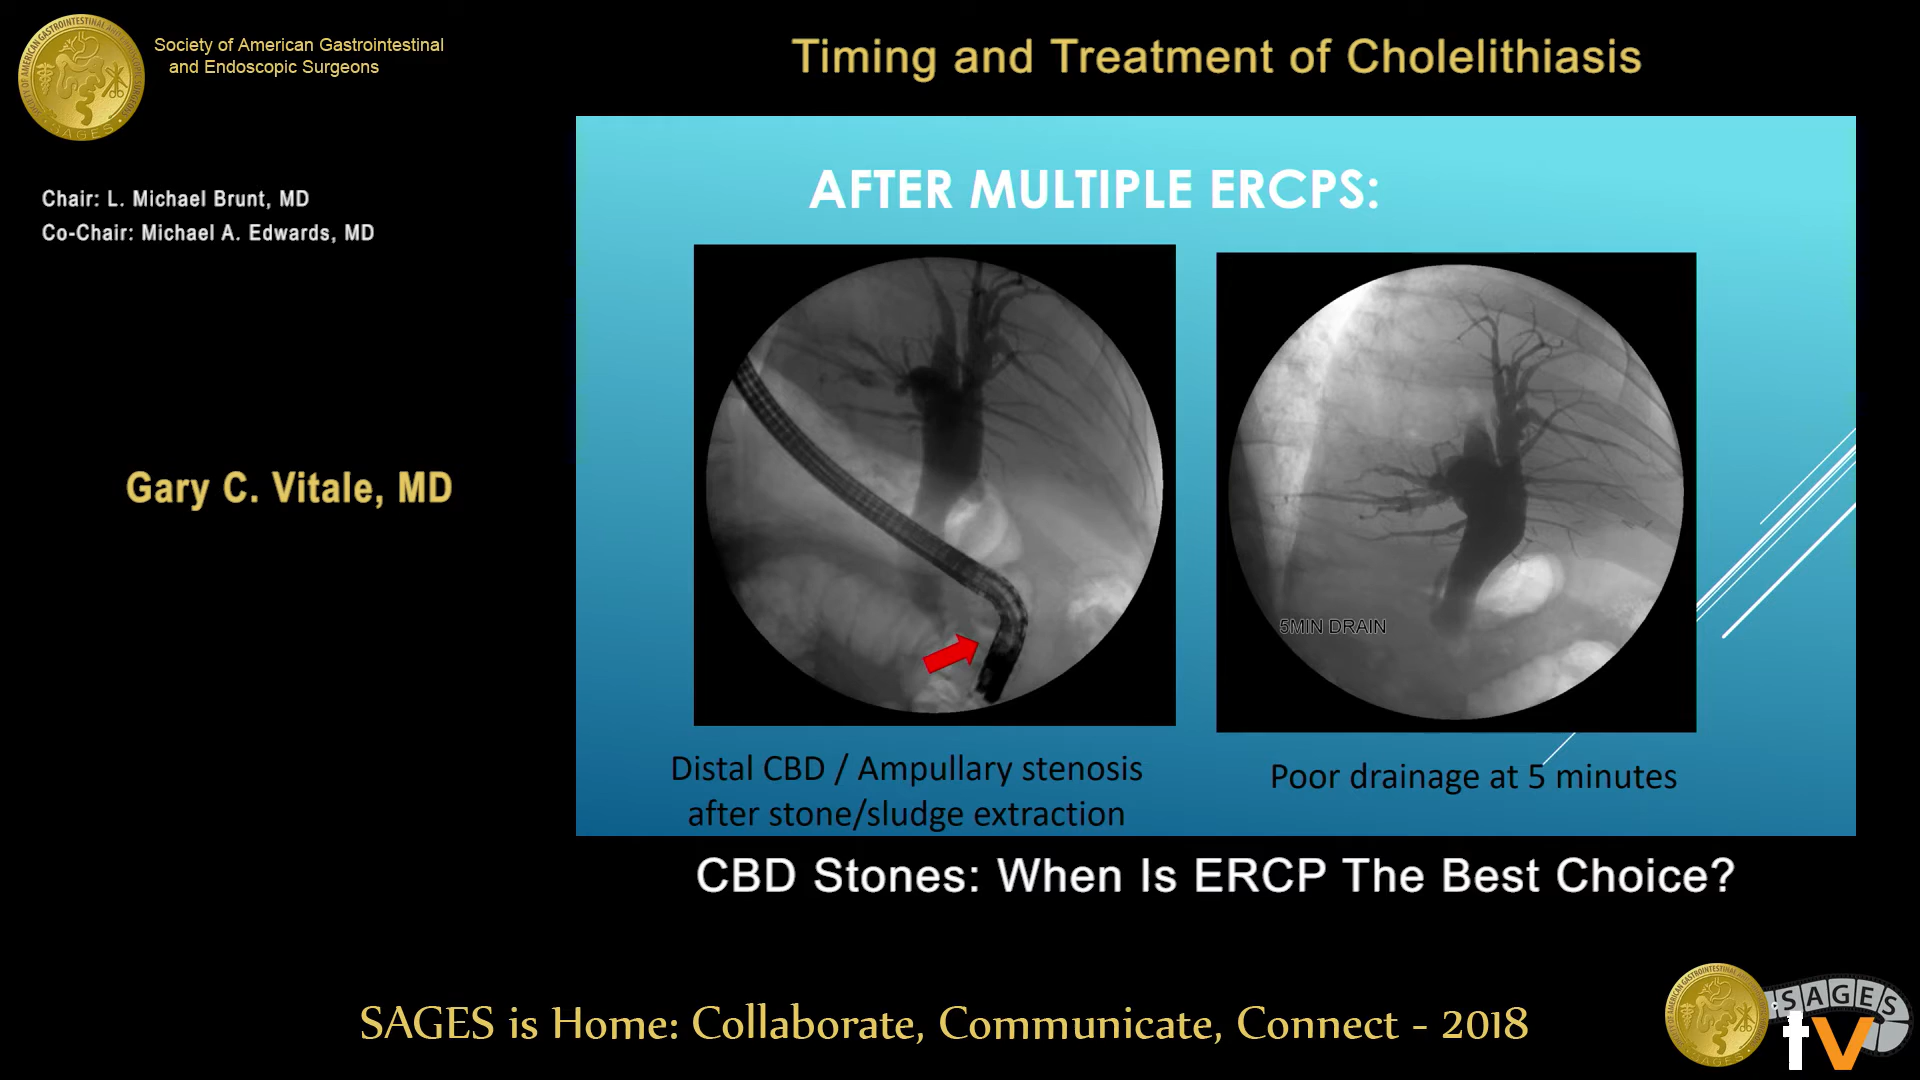 Society of American Gastrointestinal
and Endoscopic Surgeons
Timing and Treatment of Cholelithiasis
Chair: L. Michael Brunt, MD
Co-Chair: Michael A. Edwards, MD
Gary C. Vitale, MD
AFTER MULTIPLE ERCPS:
5MIN DRAIN
Distal CBD / Ampullary stenosis
after stone/sludge extraction
Poor drainage at 5 minutes
CBD Stones: When Is ERCP The Best Choice?
SAGES is Home: Collaborate, Communicate, Connect - 2018
SAGES
tv